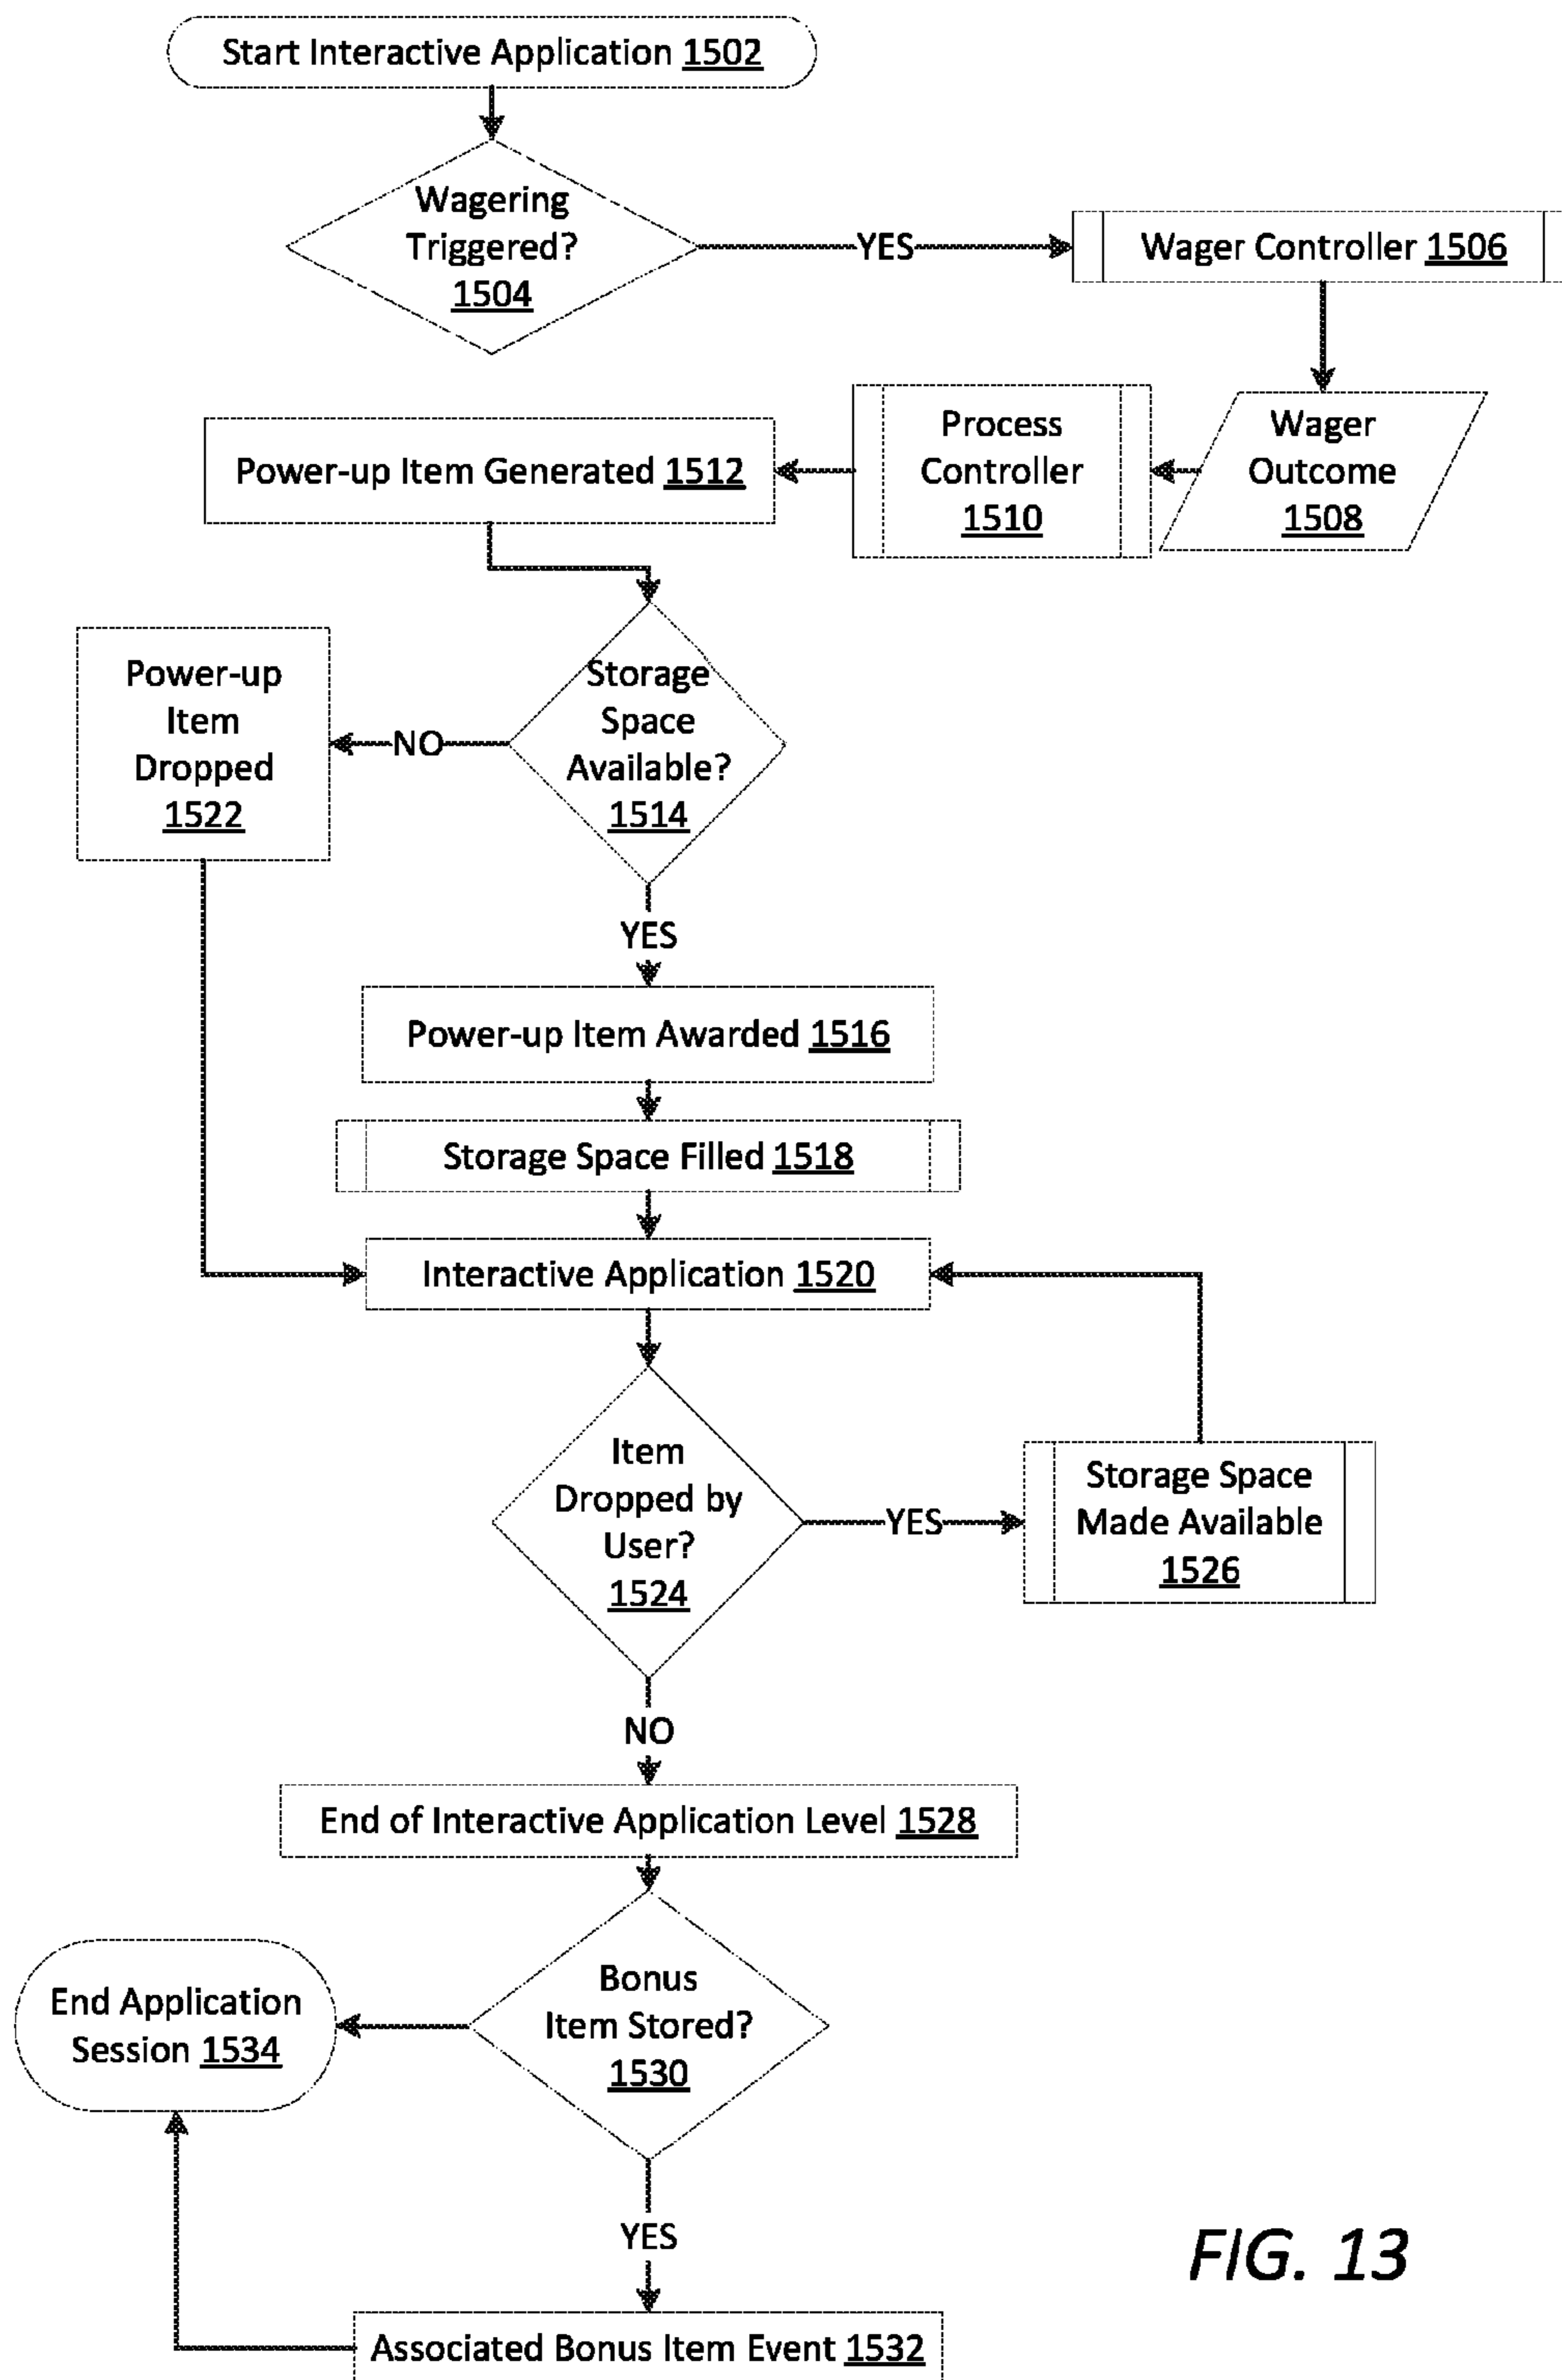 Start Interactive Application 1502
Wagering
Triggered?
1504
YES
Wager Controller 1506
Wager
Outcome
1508
Process
Controller
1510
Power-up Item Generated 1512
Storage
Space
Available?
1514
NO
Power-up
Item
Dropped
1522
YES
Power-up Item Awarded 1516
Storage Space Filled 1518
Interactive Application 1520
Item
Dropped by
User?
1524
YES
Storage Space
Made Available
1526
NO
End of Interactive Application Level 1528
Bonus
Item Stored?
1530
End Application
Session 1534
YES
Associated Bonus Item Event 1532
FIG. 13